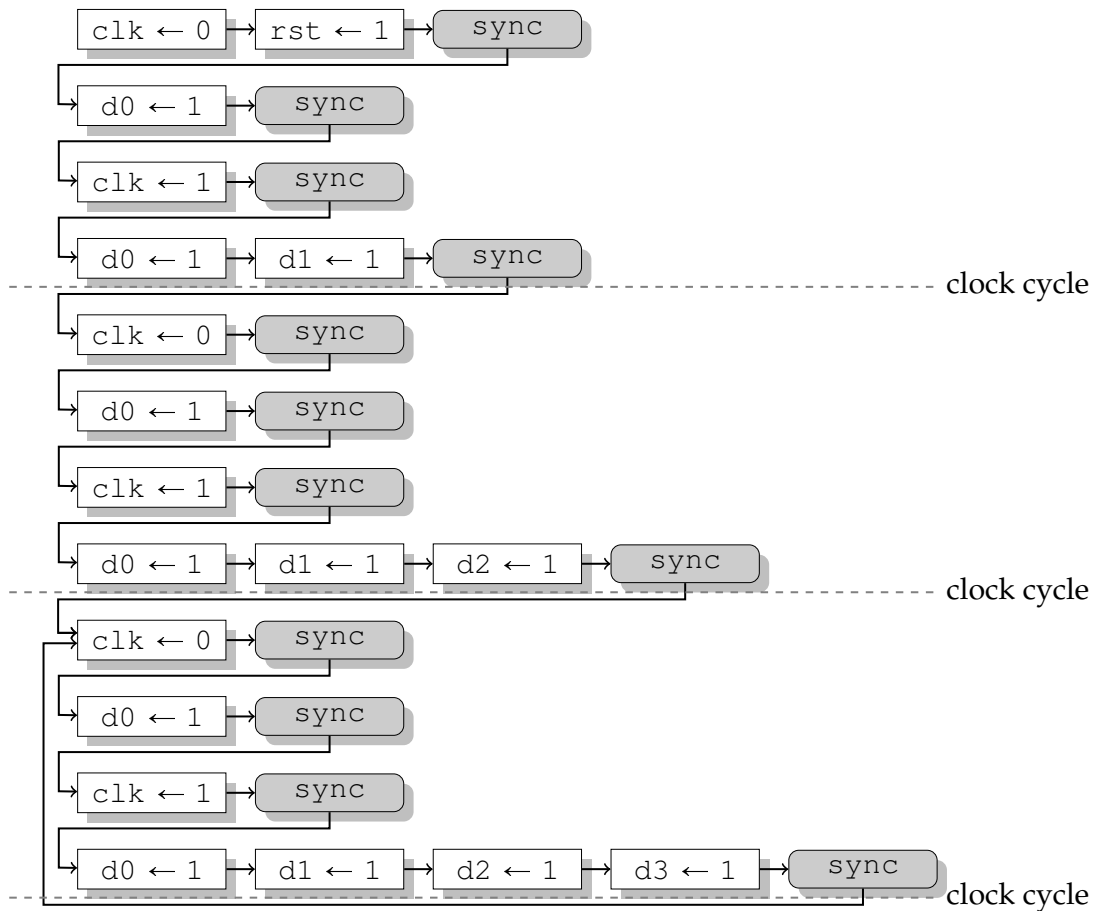 clk ← 0 rst ← 1 sync
d0 ← 1 sync
clk ← 1 sync
d0 ← 1 d1 ← 1 sync
clock cycle
clk ← 0 sync
d0 ← 1 sync
clk ← 1 sync
d0 ← 1 d1 ← 1 d2 ← 1 sync
clock cycle
clk ← 0 sync
d0 ← 1 sync
clk ← 1 sync
d0 ← 1 d1 ← 1 d2 ← 1 d3 ← 1 sync
clock cycle